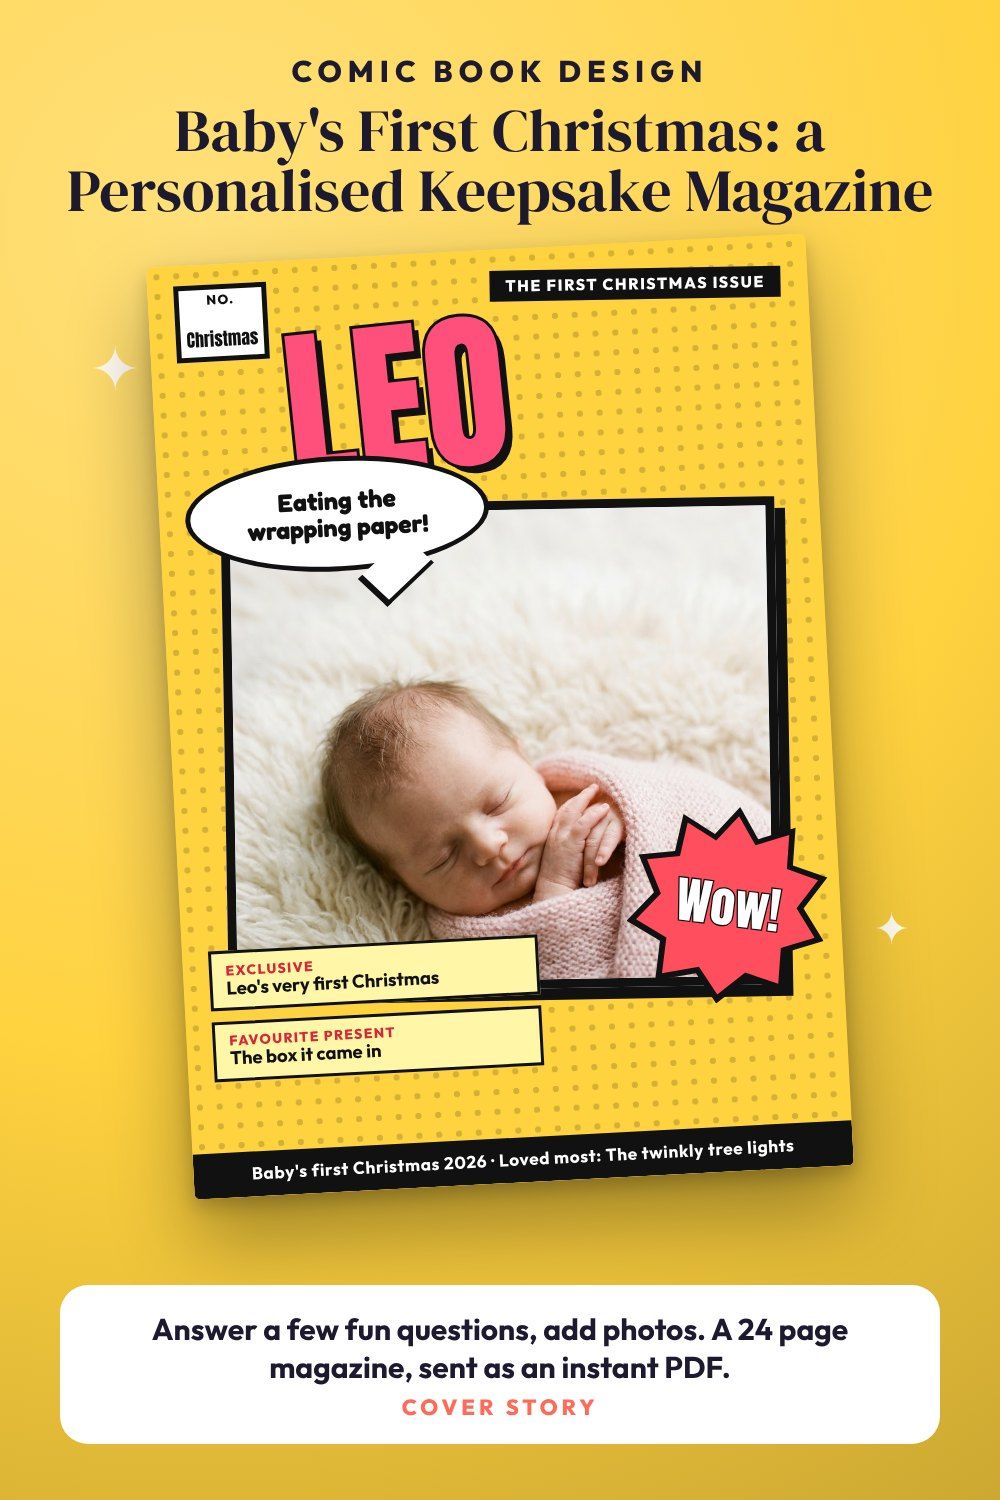 COMIC BOOK DESIGN
Baby's First Christmas: a
Personalised Keepsake Magazine
NO.
Christmas
THE FIRST CHRISTMAS ISSUE
LEO
Eating the
wrapping paper!
Wow!
EXCLUSIVE
Leo's very first Christmas
FAVOURITE PRESENT
The box it came in
Baby's first Christmas 2026 · Loved most: The twinkly tree lights
Answer a few fun questions, add photos. A 24 page
magazine, sent as an instant PDF.
COVER STORY